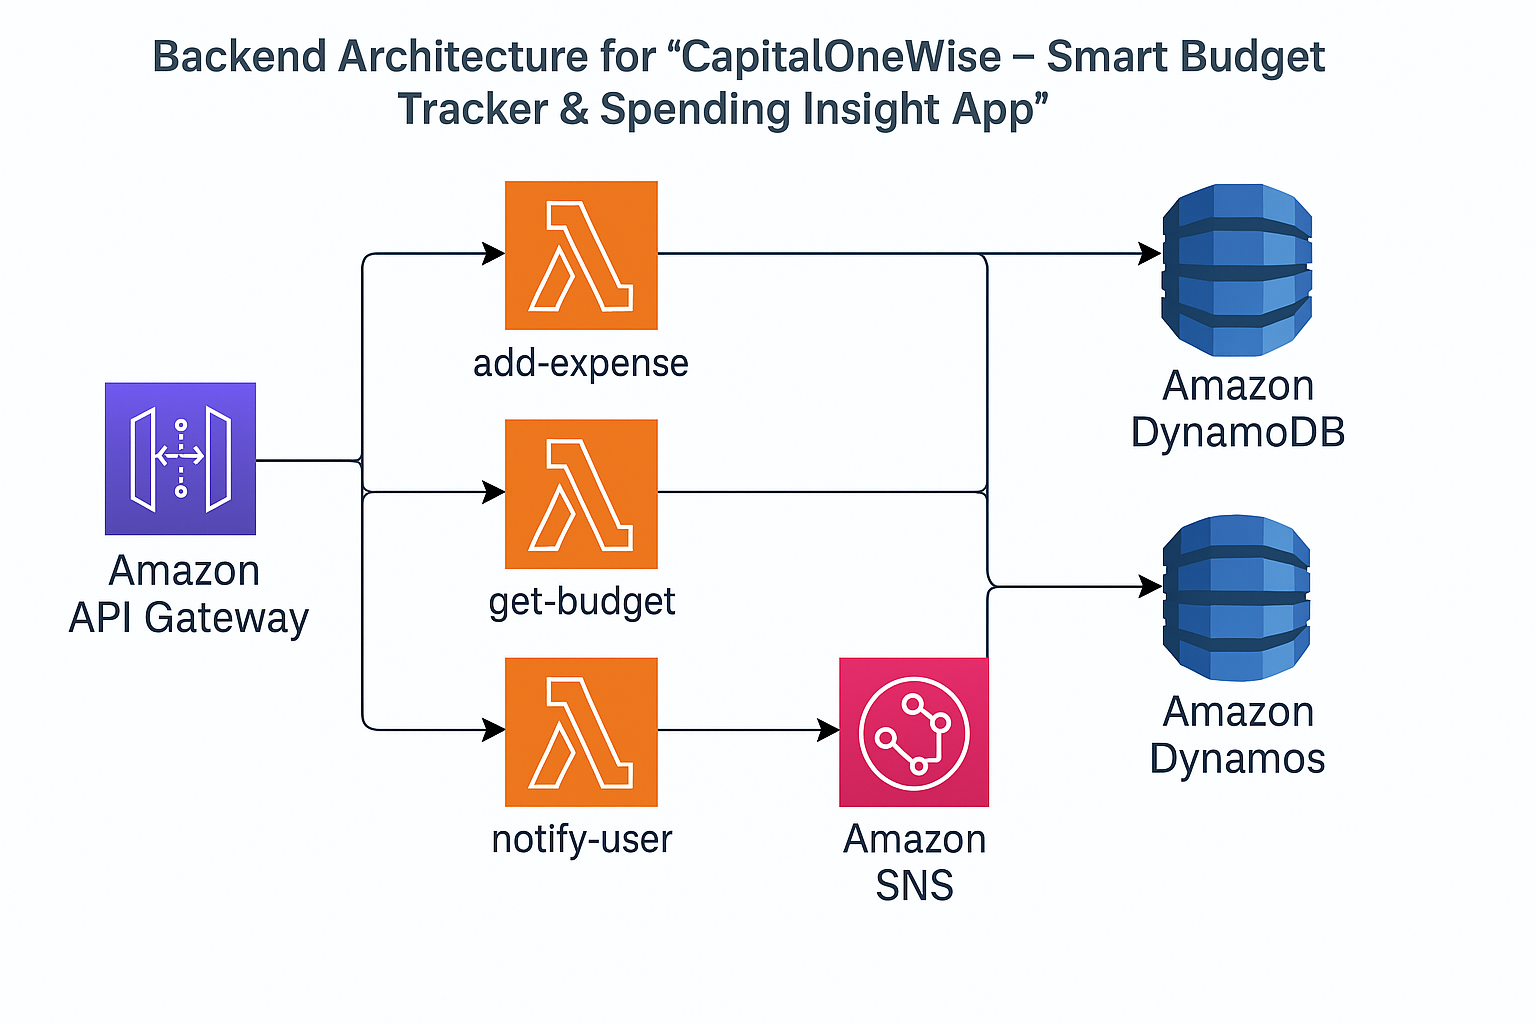 Backend Architecture for “CapitalOneWise – Smart Budget
Tracker & Spending Insight App”
add-expense
Amazon
DynamoDB
Amazon
API Gateway
get-budget
Amazon
Dynamos
notify-user
Amazon
SNS